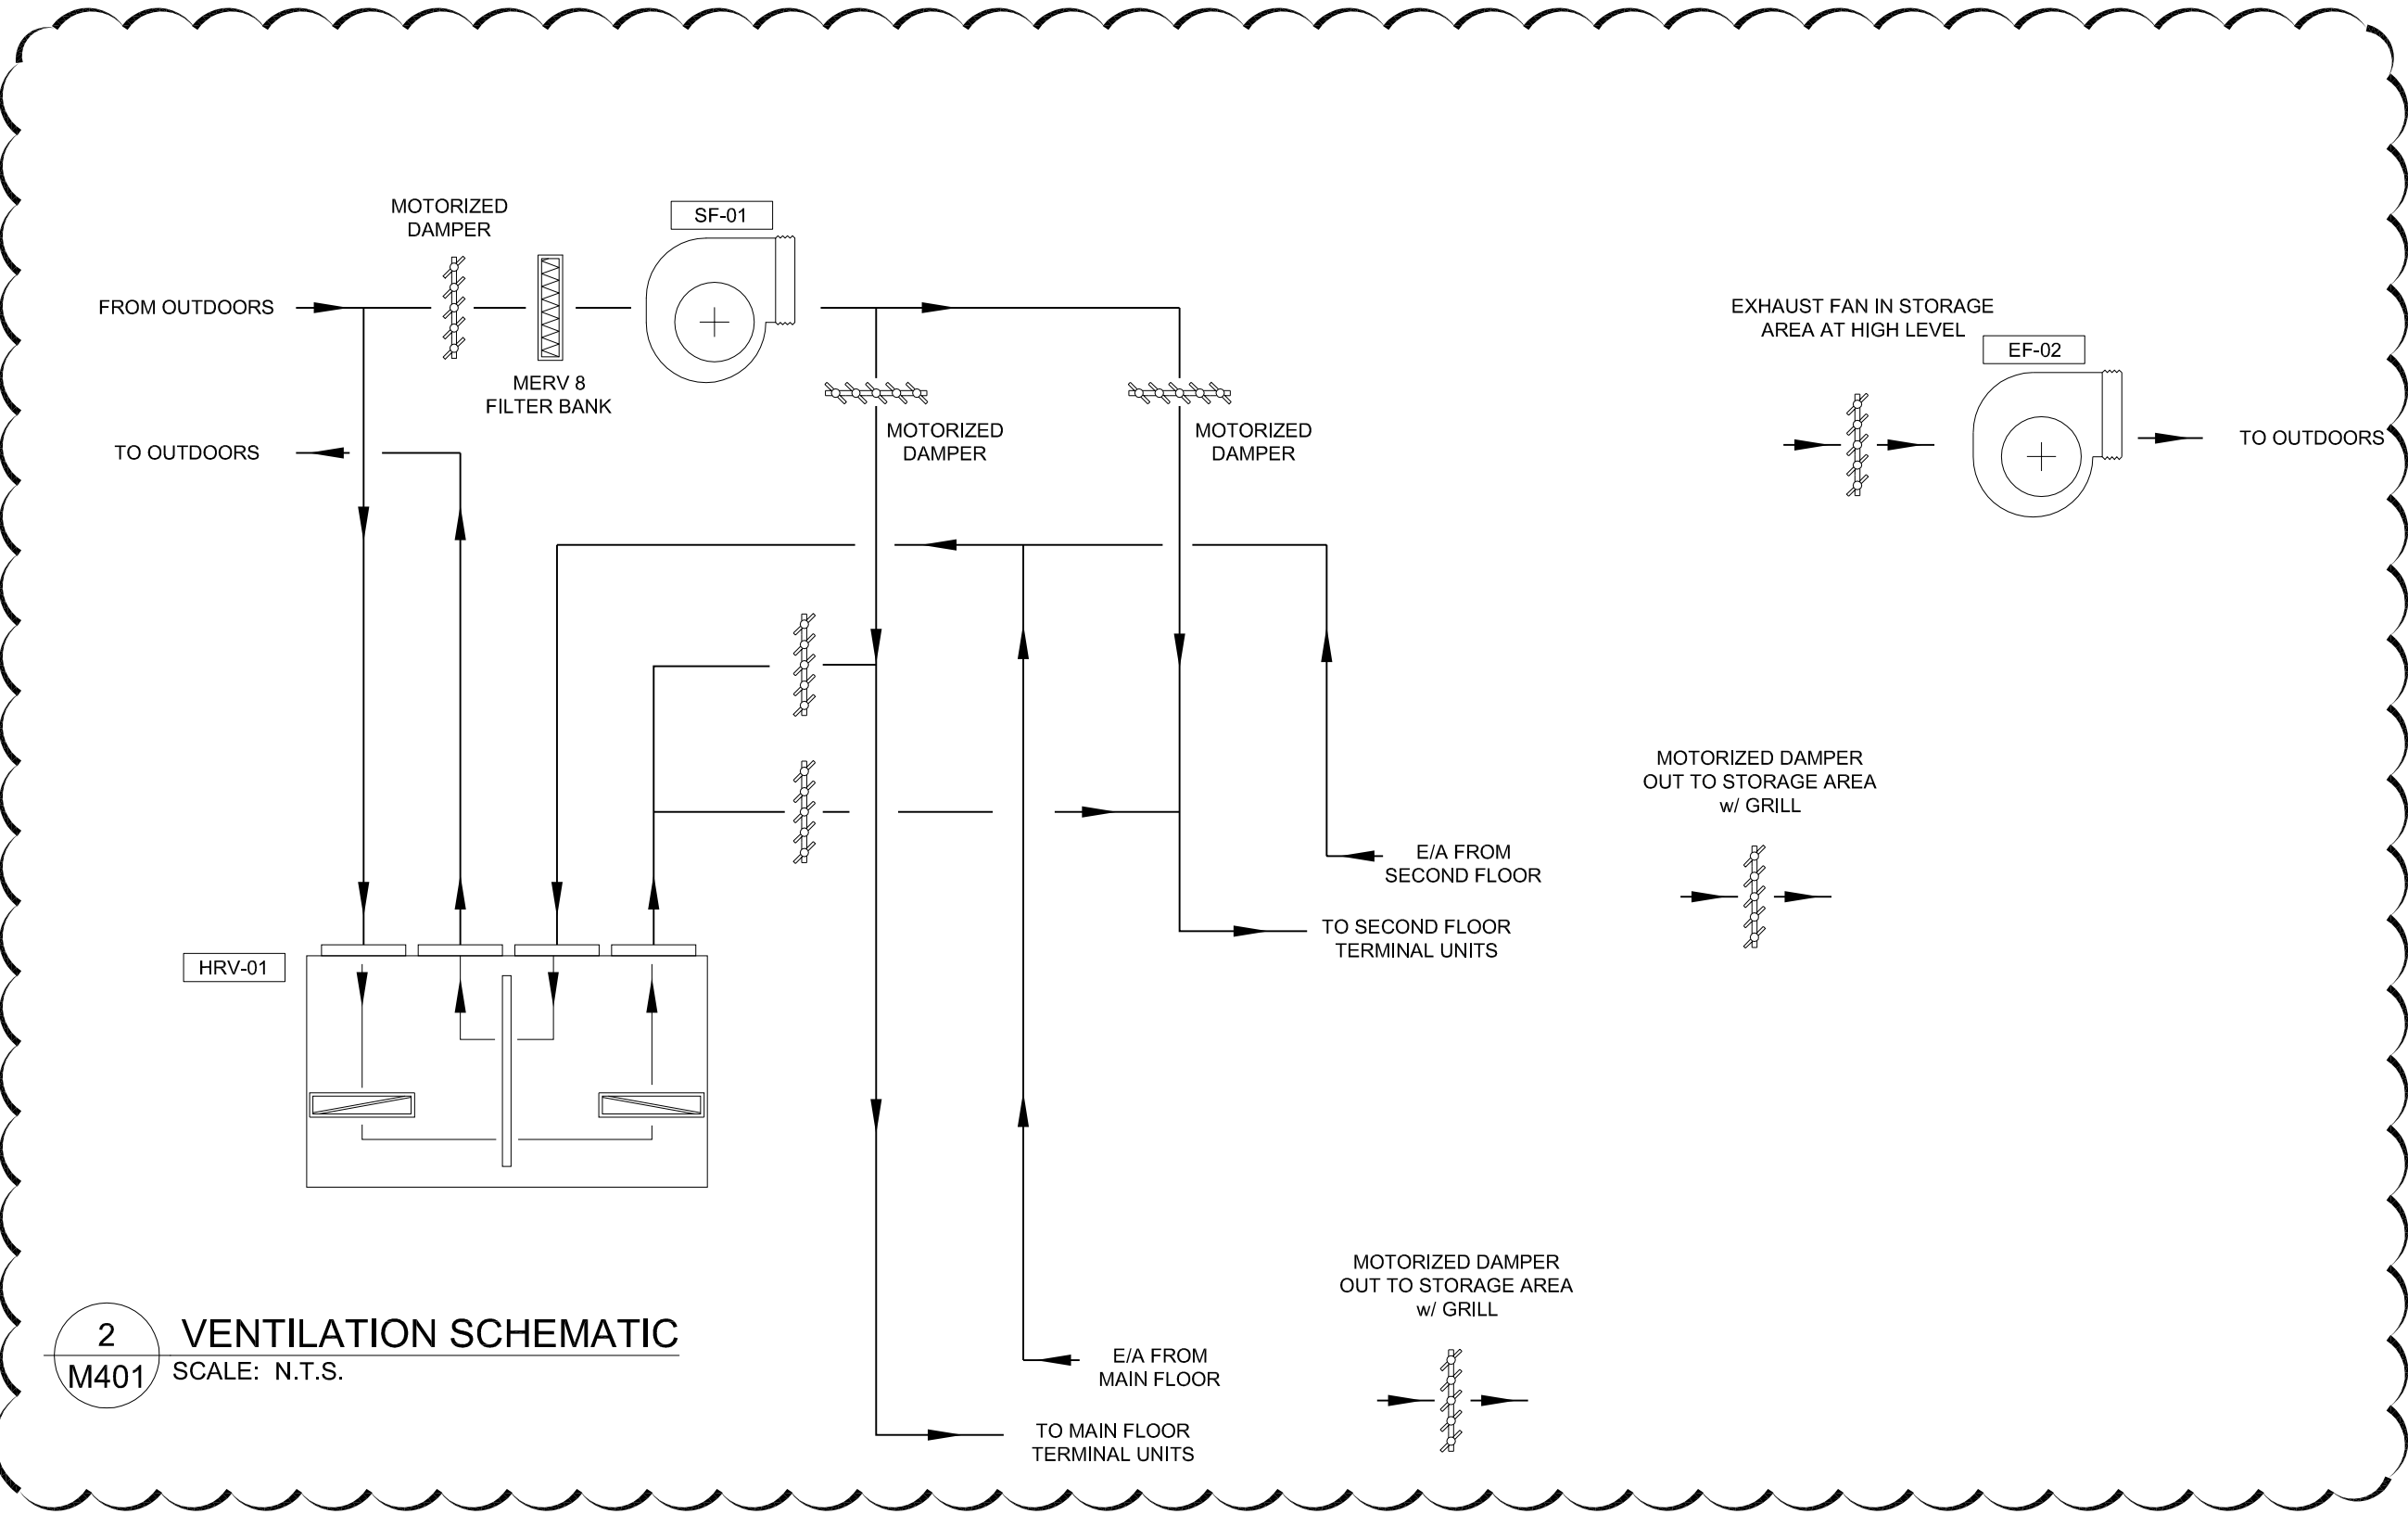 MOTORIZED
DAMPER
SF-01
FROM OUTDOORS
MERV 8
FILTER BANK
TO OUTDOORS
MOTORIZED
DAMPER
MOTORIZED
DAMPER
EXHAUST FAN IN STORAGE
AREA AT HIGH LEVEL
EF-02
TO OUTDOORS
MOTORIZED DAMPER
OUT TO STORAGE AREA
w/ GRILL
E/A FROM
SECOND FLOOR
TO SECOND FLOOR
TERMINAL UNITS
HRV-01
MOTORIZED DAMPER
OUT TO STORAGE AREA
w/ GRILL
E/A FROM
MAIN FLOOR
TO MAIN FLOOR
TERMINAL UNITS
2
M401
VENTILATION SCHEMATIC
SCALE: N.T.S.